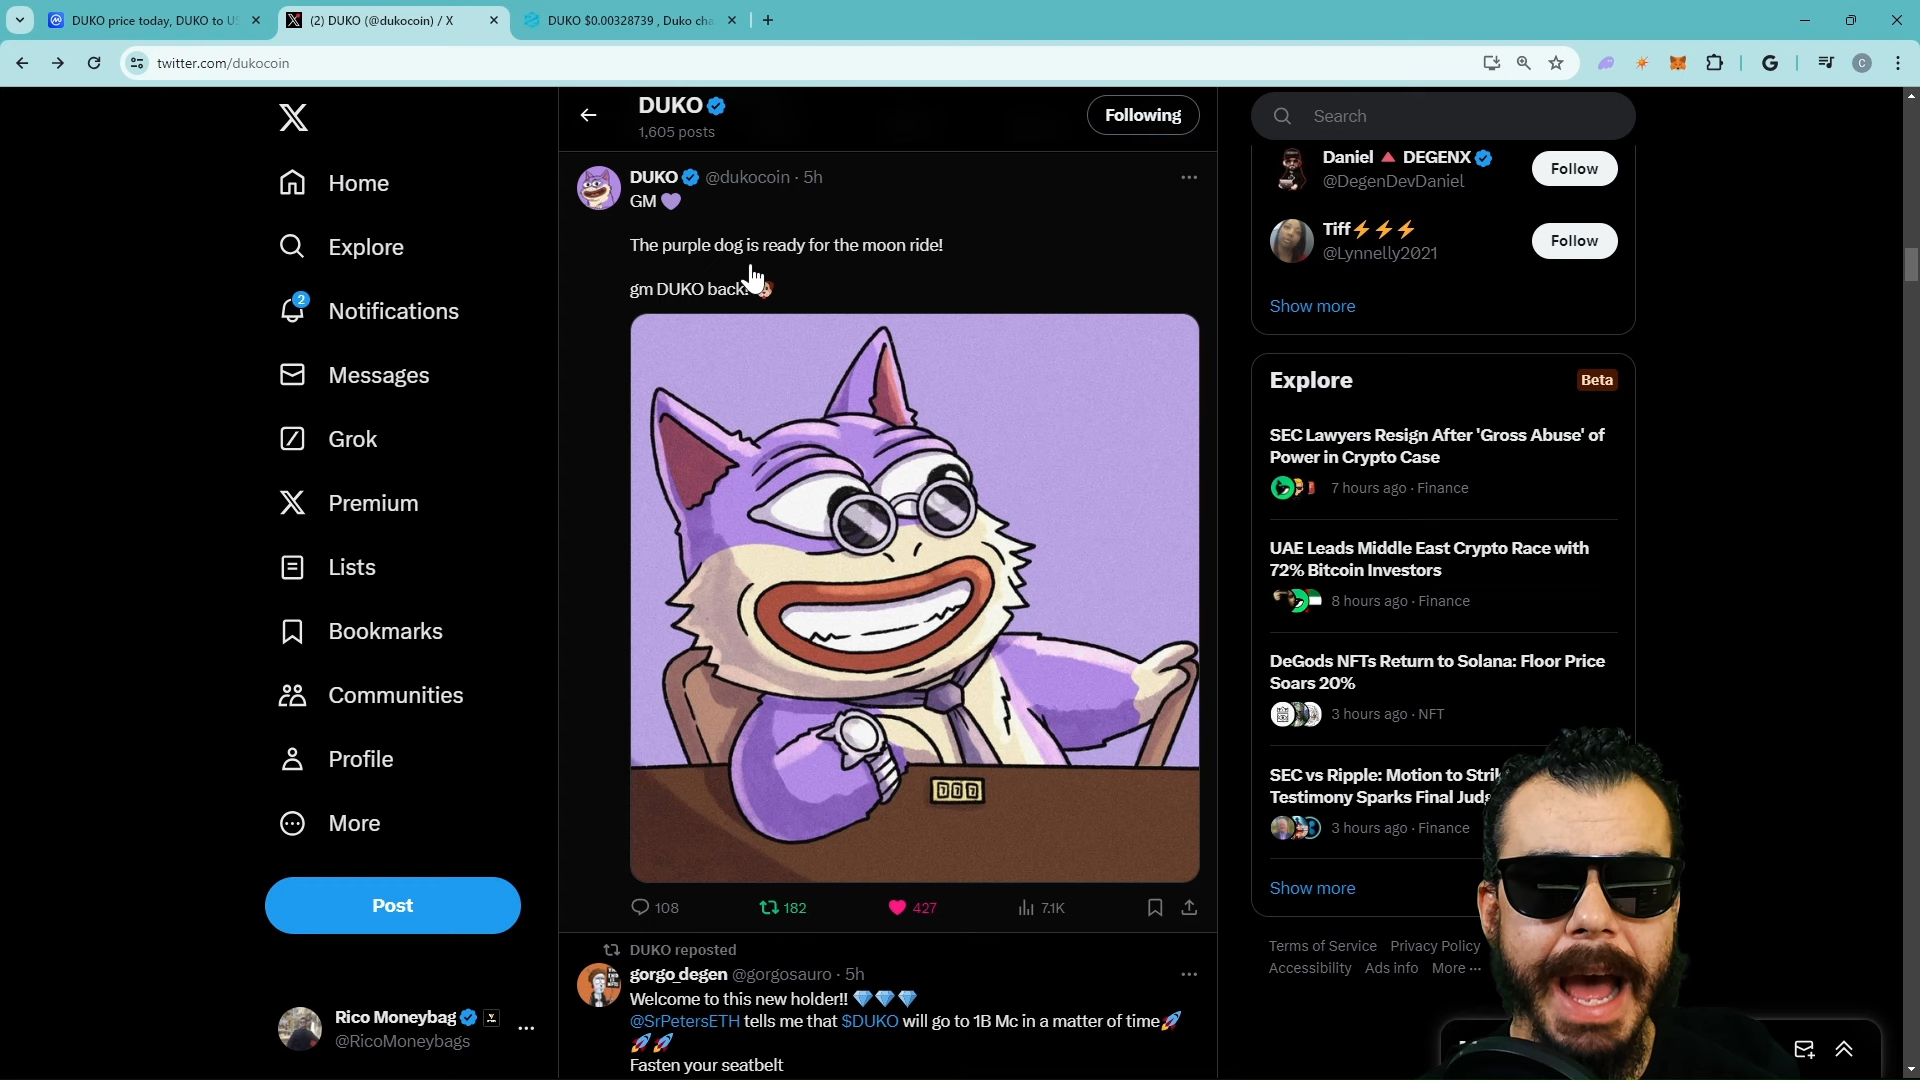 DUKO price today, DUKO to US
(2) DUKO (@dukocoin) / X
DUKO $0.00328739 , Duko cha
twitter.com/dukocoin
C
DUKO
1,605 posts
Following
Search
Home
Explore
2
Notifications
Messages
Grok
Premium
Lists
Bookmarks
Communities
Profile
More
Post
Rico Moneybag
@RicoMoneybags
DUKO @dukocoin · 5h
GM 💜
The purple dog is ready for the moon ride!
gm DUKO back!
108
182
427
7.1K
DUKO reposted
gorgo_degen @gorgosauro · 5h
Welcome to this new holder!! 💎💎💎
@SrPetersETH tells me that $DUKO will go to 1B Mc in a matter of time🚀
🚀🚀
Fasten your seatbelt
Daniel 🔺 DEGENX
@DegenDevDaniel
Follow
Tiff⚡⚡⚡
@Lynnelly2021
Follow
Show more
Explore
Beta
SEC Lawyers Resign After 'Gross Abuse' of
Power in Crypto Case
7 hours ago · Finance
UAE Leads Middle East Crypto Race with
72% Bitcoin Investors
8 hours ago · Finance
DeGods NFTs Return to Solana: Floor Price
Soars 20%
3 hours ago · NFT
SEC vs Ripple: Motion to Stri
Testimony Sparks Final Judg
3 hours ago · Finance
Show more
Terms of Service Privacy Policy
Accessibility Ads info More ···